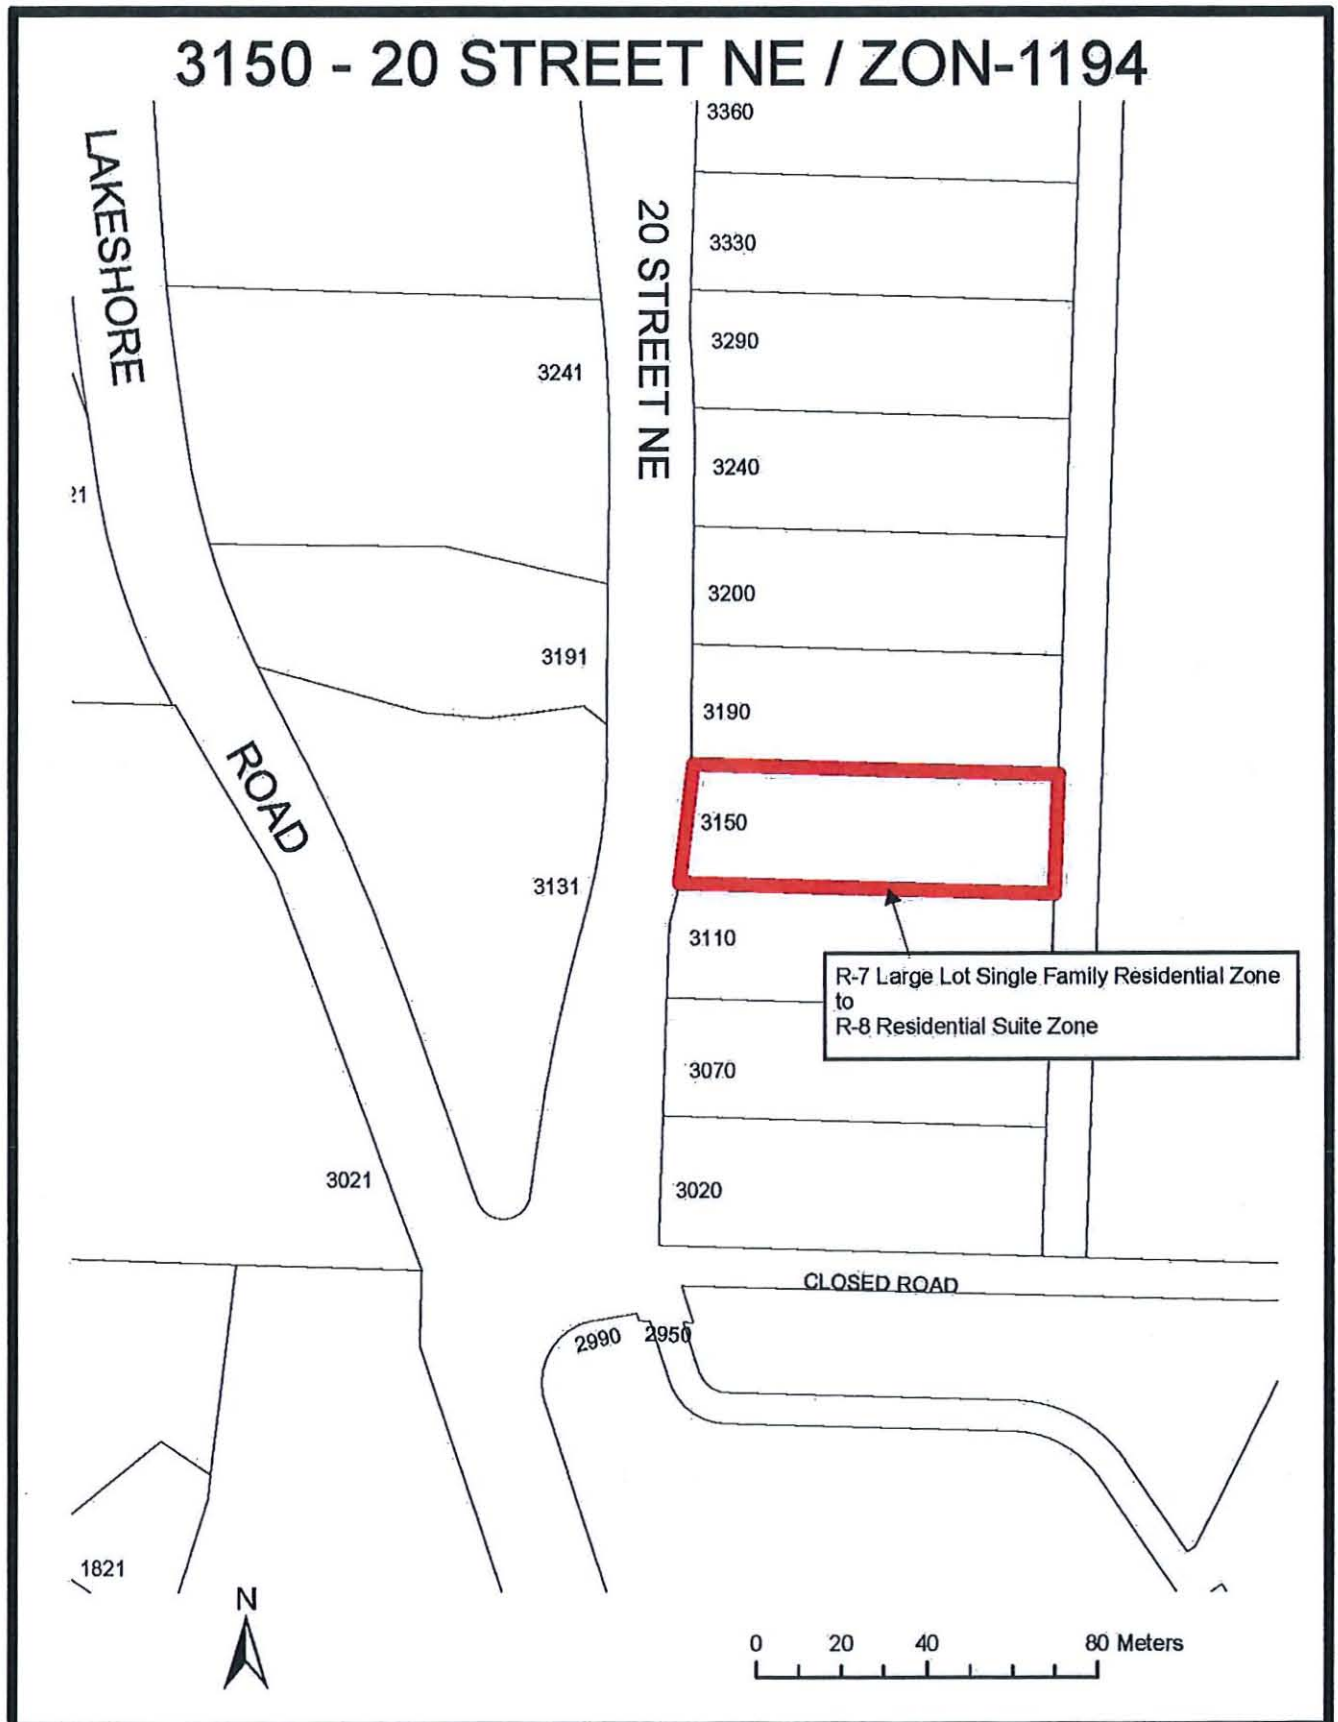 3150 - 20 STREET NE / ZON-1194
3360
LAKESHORE
20 STREET NE
3330
3290
3241
3240
21
3200
3191
3190
ROAD
3150
3131
3110
R-7 Large Lot Single Family Residential Zone
to
R-8 Residential Suite Zone
3070
3021
3020
CLOSED ROAD
2990
2950
1821
N
0 20 40 80 Meters